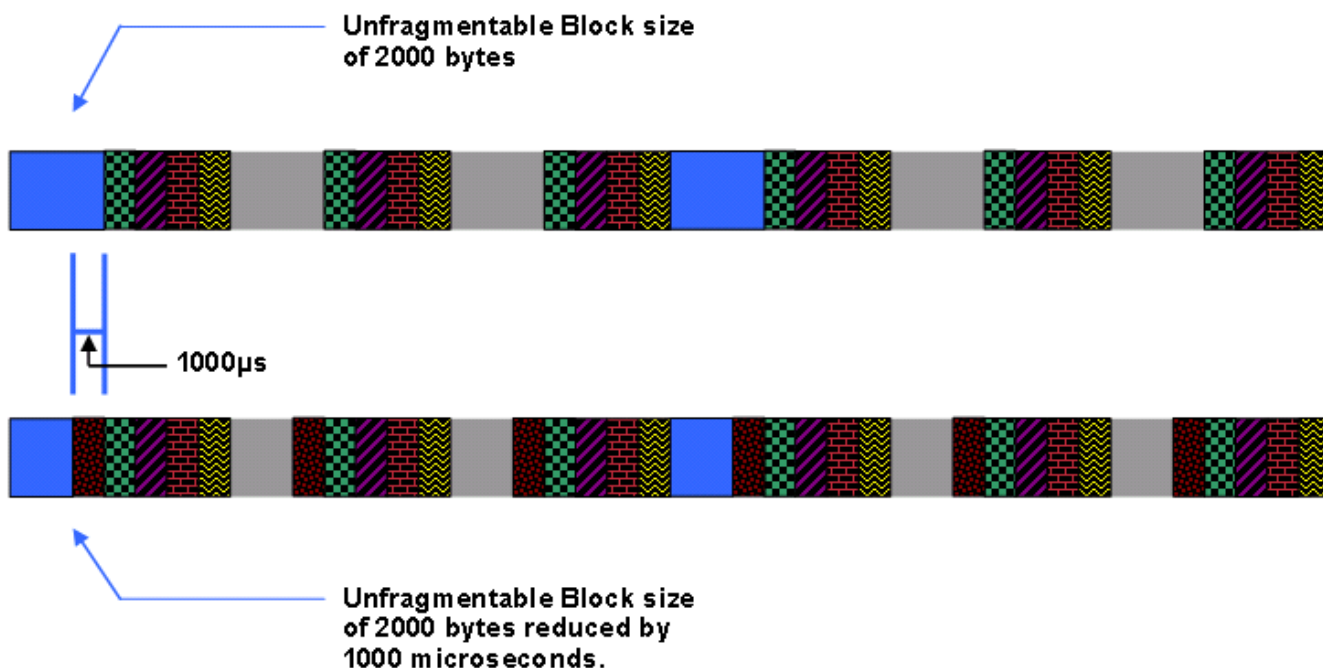 Unfragmentable Block size
of 2000 bytes
1000µs
Unfragmentable Block size
of 2000 bytes reduced by
1000 microseconds.